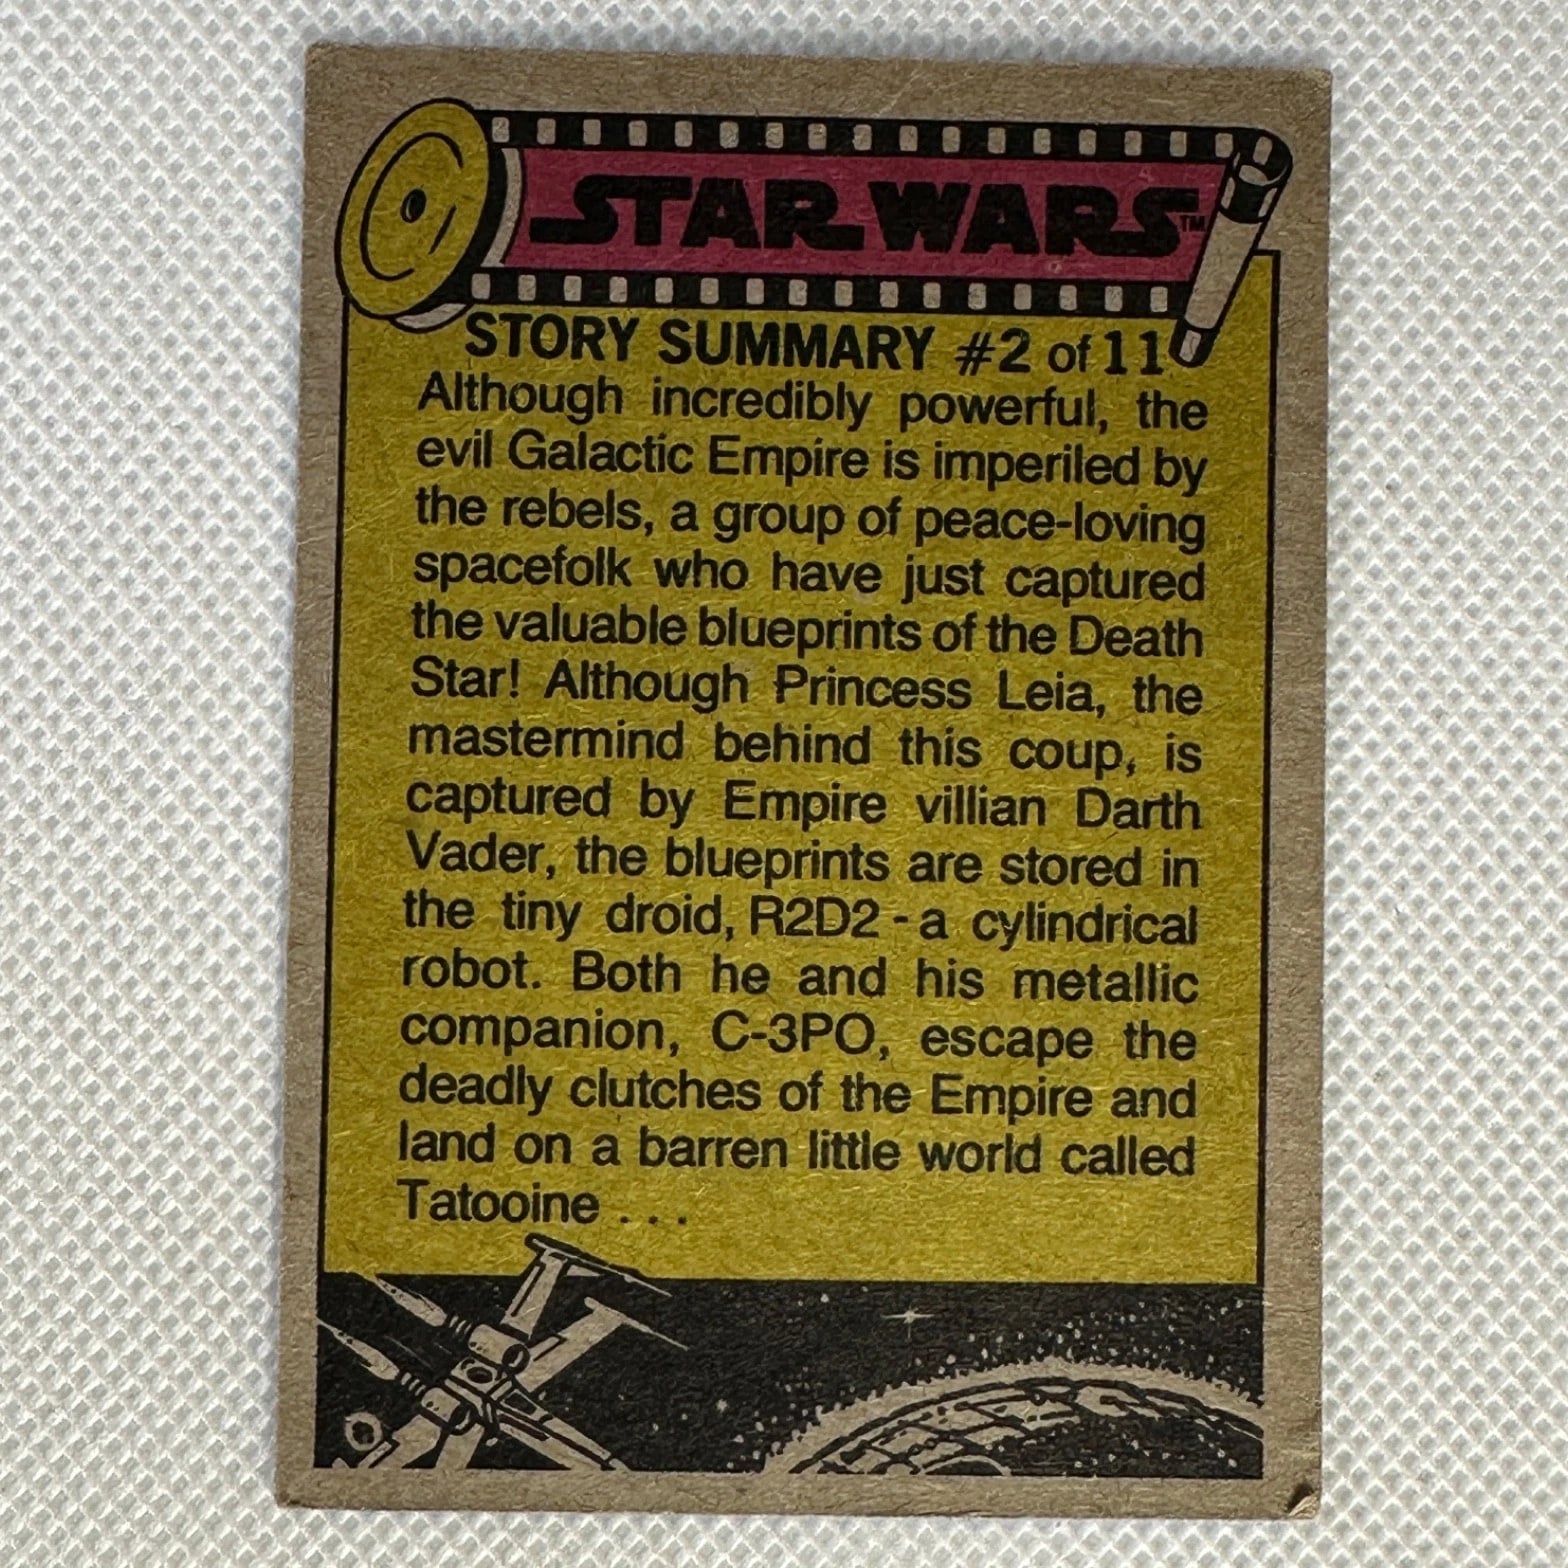 STAR WARS™
STORY SUMMARY #2 of 11
Although incredibly powerful, the
evil Galactic Empire is imperiled by
the rebels, a group of peace-loving
spacefolk who have just captured
the valuable blueprints of the Death
Star! Although Princess Leia, the
mastermind behind this coup, is
captured by Empire villian Darth
Vader, the blueprints are stored in
the tiny droid, R2D2 - a cylindrical
robot. Both he and his metallic
companion, C-3PO, escape the
deadly clutches of the Empire and
land on a barren little world called
Tatooine . . .